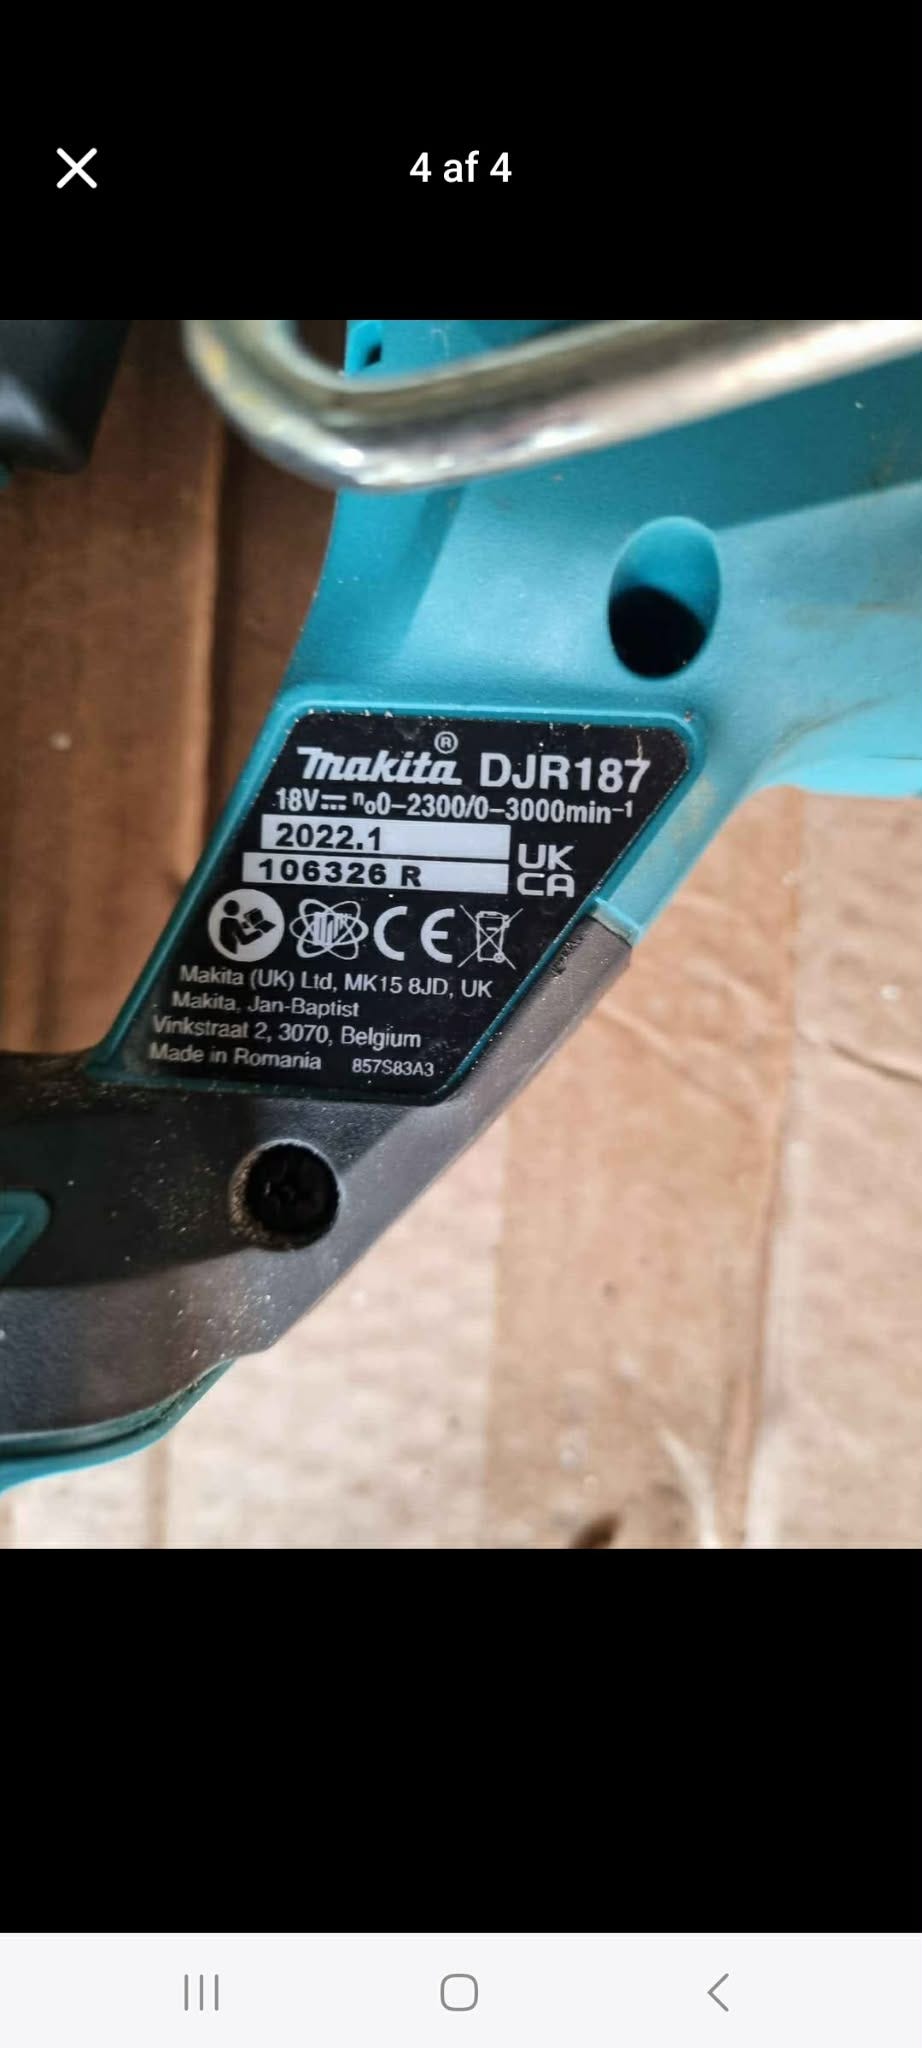 4 af 4
makita® DJR187
18V⎓ n₀0-2300/0-3000min⁻¹
2022.1
106326 R
UK
CA
CE
Makita (UK) Ltd, MK15 8JD, UK
Makita, Jan-Baptist
Vinkstraat 2, 3070, Belgium
Made in Romania 857S83A3